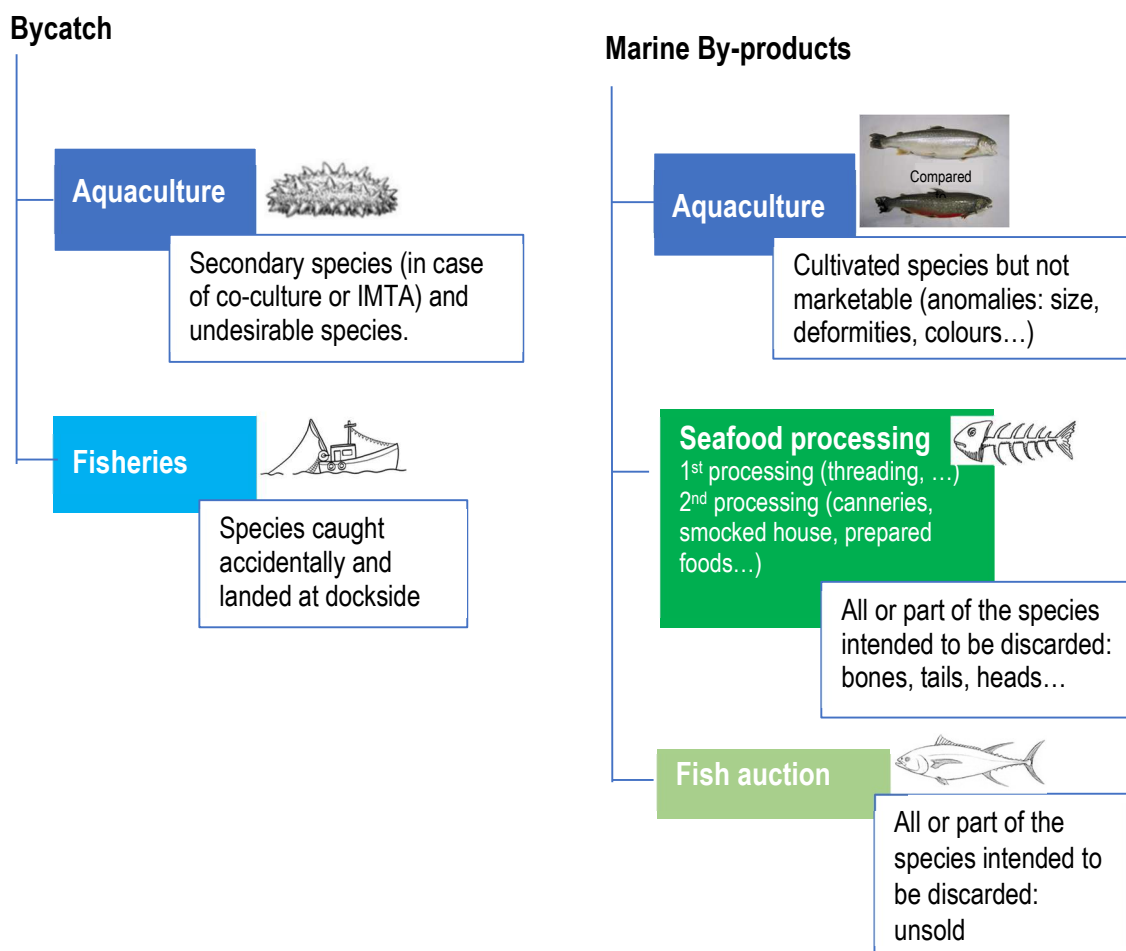 Bycatch
Aquaculture
Secondary species (in case
of co-culture or IMTA) and
undesirable species.
Fisheries
Species caught
accidentally and
landed at dockside
Marine By-products
Compared
Aquaculture
Cultivated species but not
marketable (anomalies: size,
deformities, colours…)
Seafood processing
1st processing (threading, …)
2nd processing (canneries,
smocked house, prepared
foods…)
All or part of the species
intended to be discarded:
bones, tails, heads…
Fish auction
All or part of the
species intended to
be discarded:
unsold